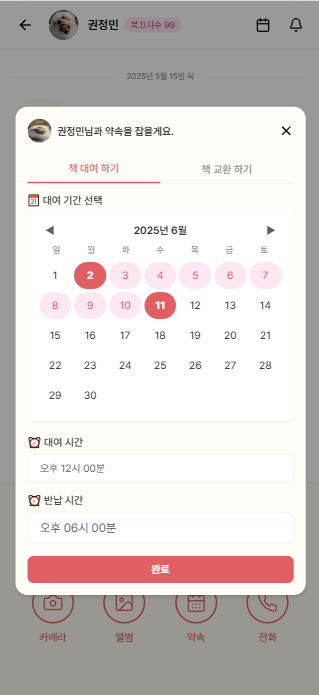 권정민 북끄지수 99
2025년 5월 15일 목
권정민님과 약속을 잡을게요.
책 대여 하기 책 교환 하기
대여 기간 선택
2025년 6월
일 월 화 수 목 금 토
1 2 3 4 5 6 7
8 9 10 11 12 13 14
15 16 17 18 19 20 21
22 23 24 25 26 27 28
29 30
대여 시간
오후 12시 00분
반납 시간
오후 06시 00분
완료
카메라 앨범 약속 전화